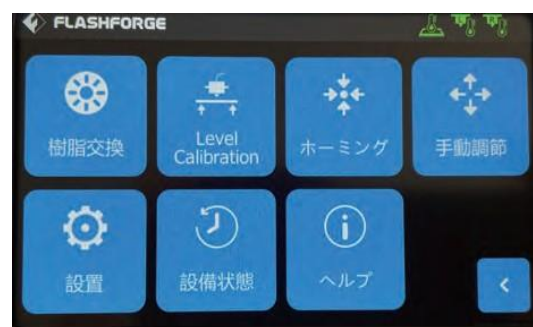 FLASHFORGE
樹脂交換
Level
Calibration
ホーミング
手動調節
設置
設備状態
ヘルプ